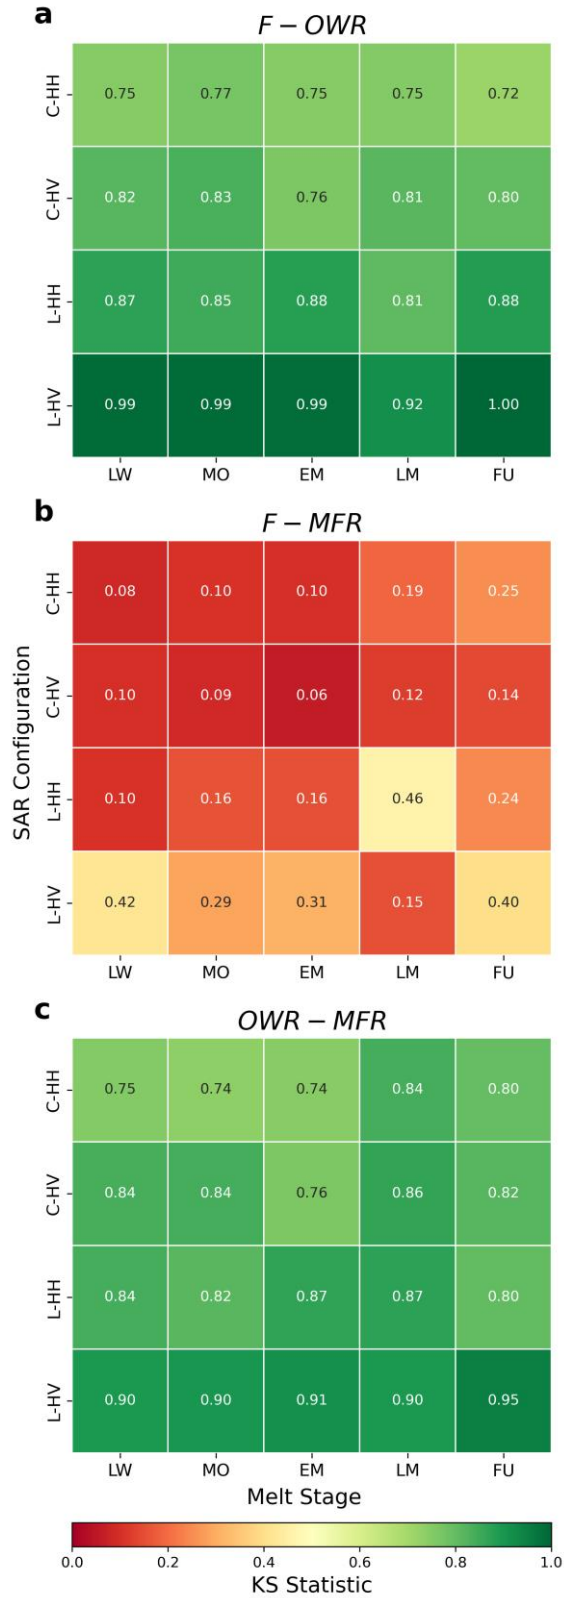 a
F − OWR
C-HH 0.75 0.77 0.75 0.75 0.72
C-HV 0.82 0.83 0.76 0.81 0.80
L-HH 0.87 0.85 0.88 0.81 0.88
L-HV 0.99 0.99 0.99 0.92 1.00
LW MO EM LM FU
b
F − MFR
SAR Configuration
C-HH 0.08 0.10 0.10 0.19 0.25
C-HV 0.10 0.09 0.06 0.12 0.14
L-HH 0.10 0.16 0.16 0.46 0.24
L-HV 0.42 0.29 0.31 0.15 0.40
LW MO EM LM FU
c
OWR − MFR
C-HH 0.75 0.74 0.74 0.84 0.80
C-HV 0.84 0.84 0.76 0.86 0.82
L-HH 0.84 0.82 0.87 0.87 0.80
L-HV 0.90 0.90 0.91 0.90 0.95
LW MO EM LM FU
Melt Stage
0.0 0.2 0.4 0.6 0.8 1.0
KS Statistic